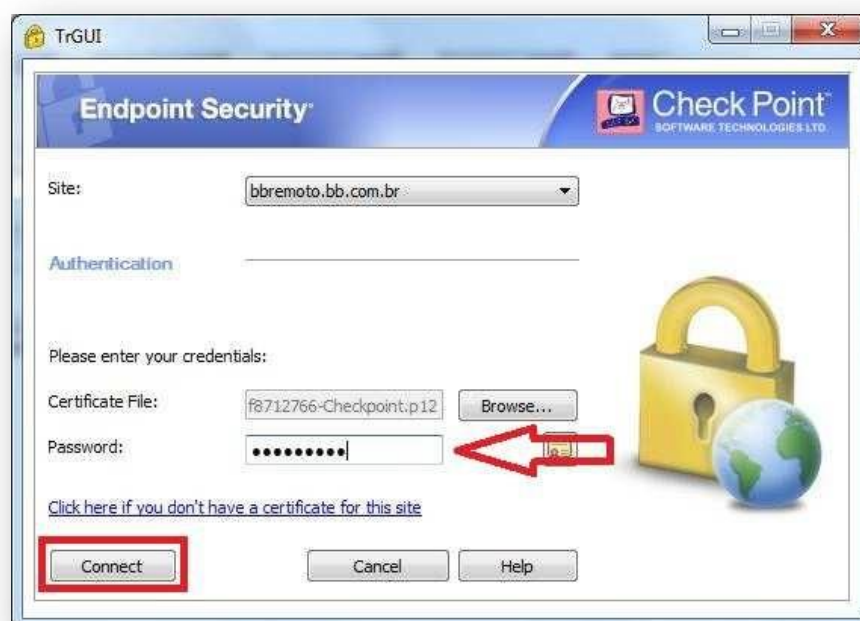 TrGUI
Endpoint Security
Check Point™
SOFTWARE TECHNOLOGIES LTD.
Site:
bbremoto.bb.com.br
Authentication
Please enter your credentials:
Certificate File:
f8712766-Checkpoint.p12
Browse...
Password:
•••••••••
Click here if you don't have a certificate for this site
Connect
Cancel
Help